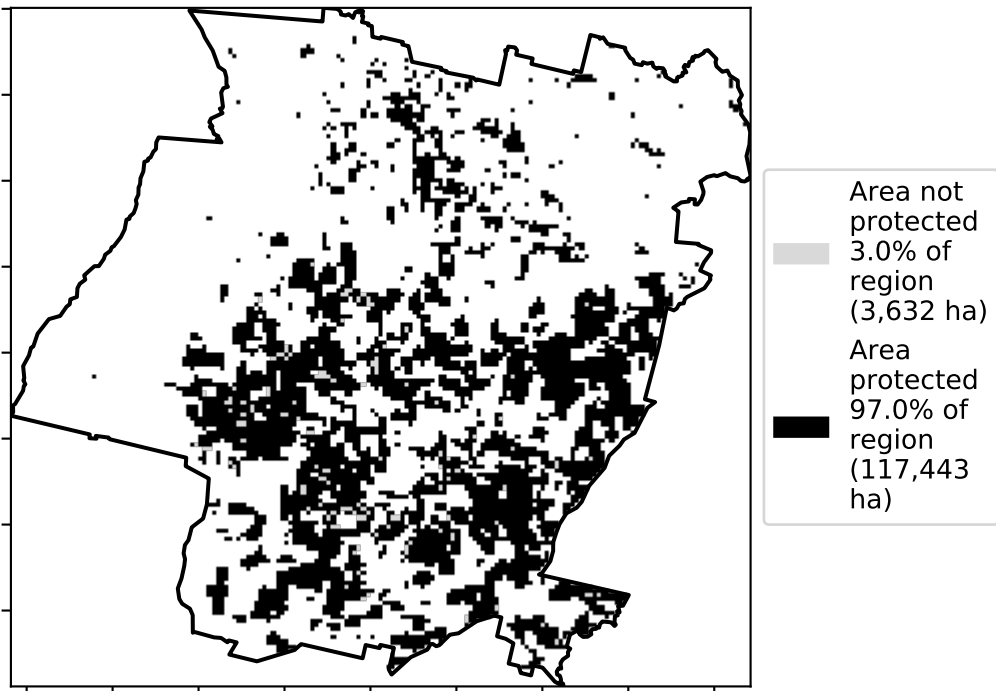 Area not
protected
3.0% of
region
(3,632 ha)
Area
protected
97.0% of
region
(117,443
ha)